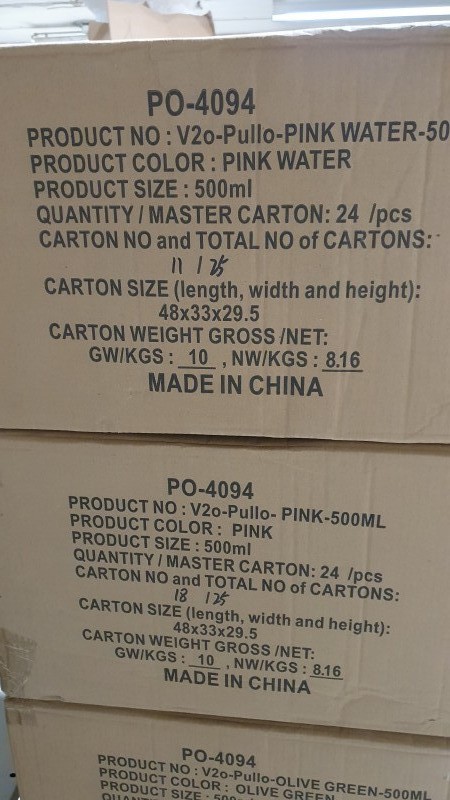 PO-4094
PRODUCT NO : V2o-Pullo-PINK WATER-50
PRODUCT COLOR : PINK WATER
PRODUCT SIZE : 500ml
QUANTITY / MASTER CARTON: 24 /pcs
CARTON NO and TOTAL NO of CARTONS:
11 / 25
CARTON SIZE (length, width and height):
48x33x29.5
CARTON WEIGHT GROSS /NET:
GW/KGS : 10 , NW/KGS : 8.16
MADE IN CHINA
PO-4094
PRODUCT NO : V2o-Pullo- PINK-500ML
PRODUCT COLOR : PINK
PRODUCT SIZE : 500ml
QUANTITY / MASTER CARTON: 24 /pcs
CARTON NO and TOTAL NO of CARTONS:
18 / 25
CARTON SIZE (length, width and height):
48x33x29.5
CARTON WEIGHT GROSS /NET:
GW/KGS : 10 , NW/KGS : 8.16
MADE IN CHINA
PO-4094
PRODUCT NO : V2o-Pullo-OLIVE GREEN-500ML
PRODUCT COLOR : OLIVE GREEN
PRODUCT SIZE :